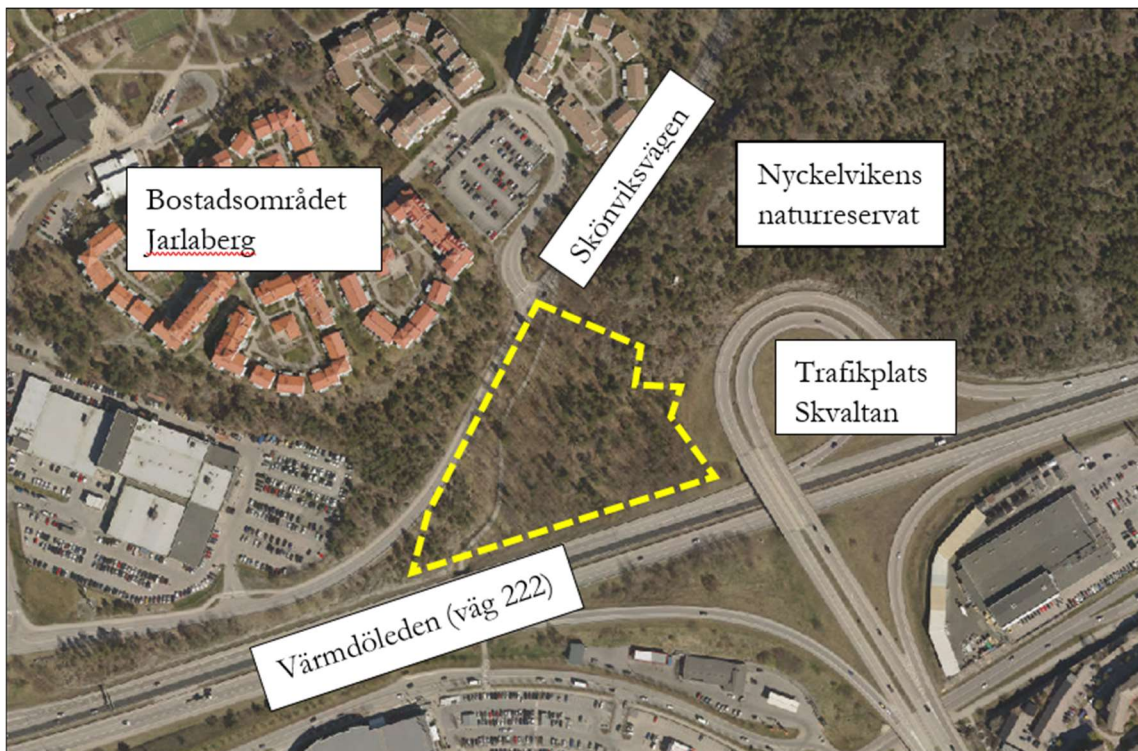 Bostadsområdet
Jarlaberg
Skönviksvägen
Nyckelvikens
naturreservat
Trafikplats
Skvaltan
Värmdöleden (väg 222)